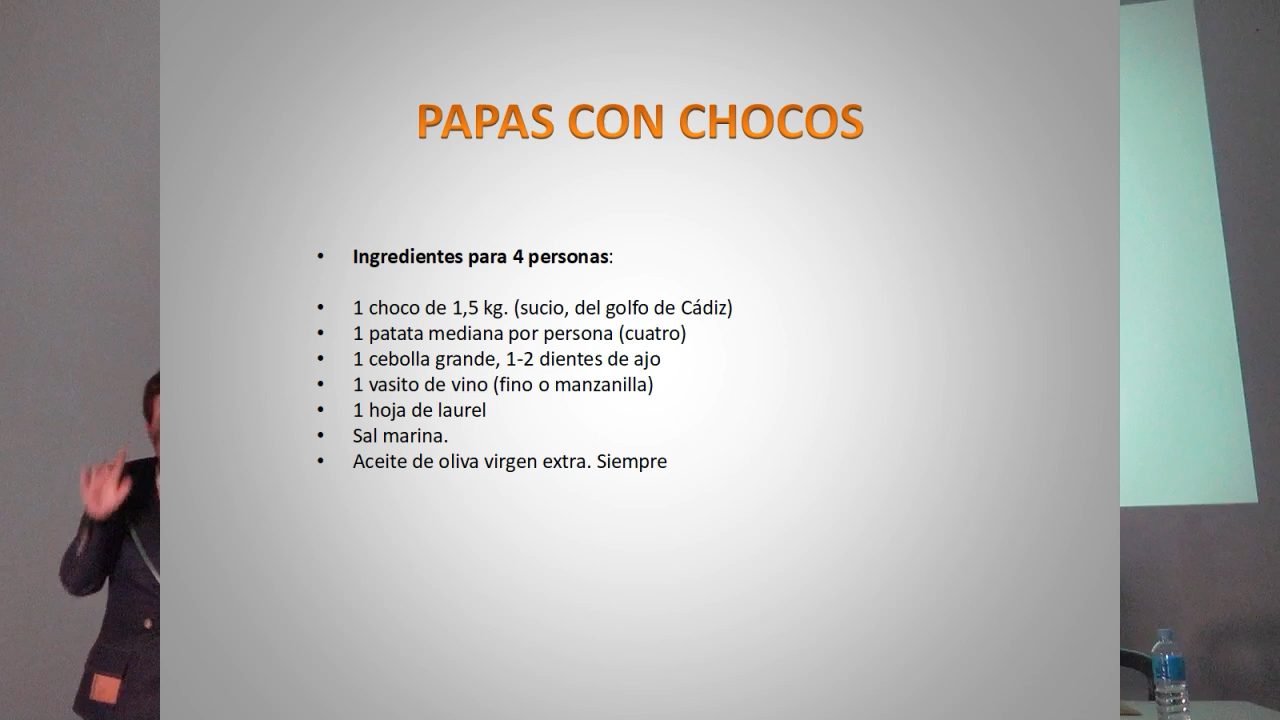 PAPAS CON CHOCOS
• Ingredientes para 4 personas:
• 1 choco de 1,5 kg. (sucio, del golfo de Cádiz)
• 1 patata mediana por persona (cuatro)
• 1 cebolla grande, 1-2 dientes de ajo
• 1 vasito de vino (fino o manzanilla)
• 1 hoja de laurel
• Sal marina.
• Aceite de oliva virgen extra. Siempre